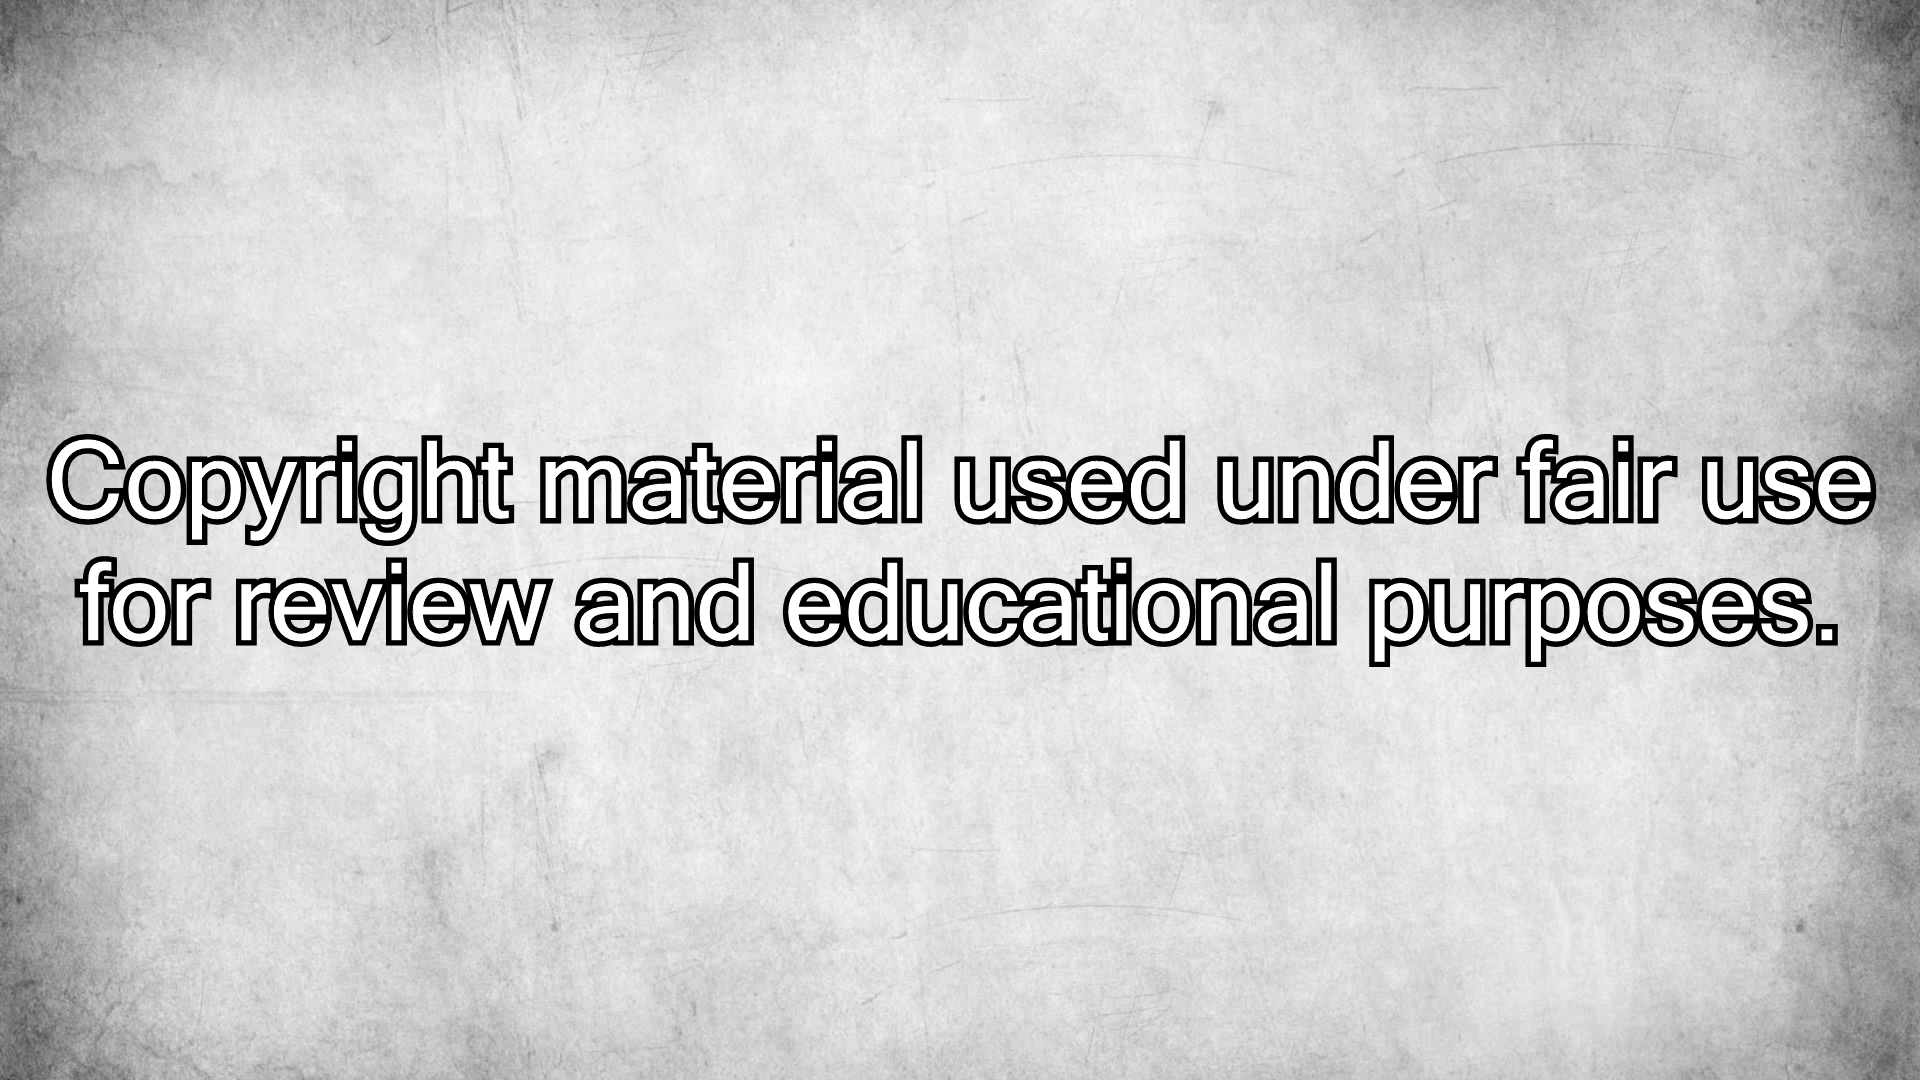 Copyright material used under fair use
for review and educational purposes.